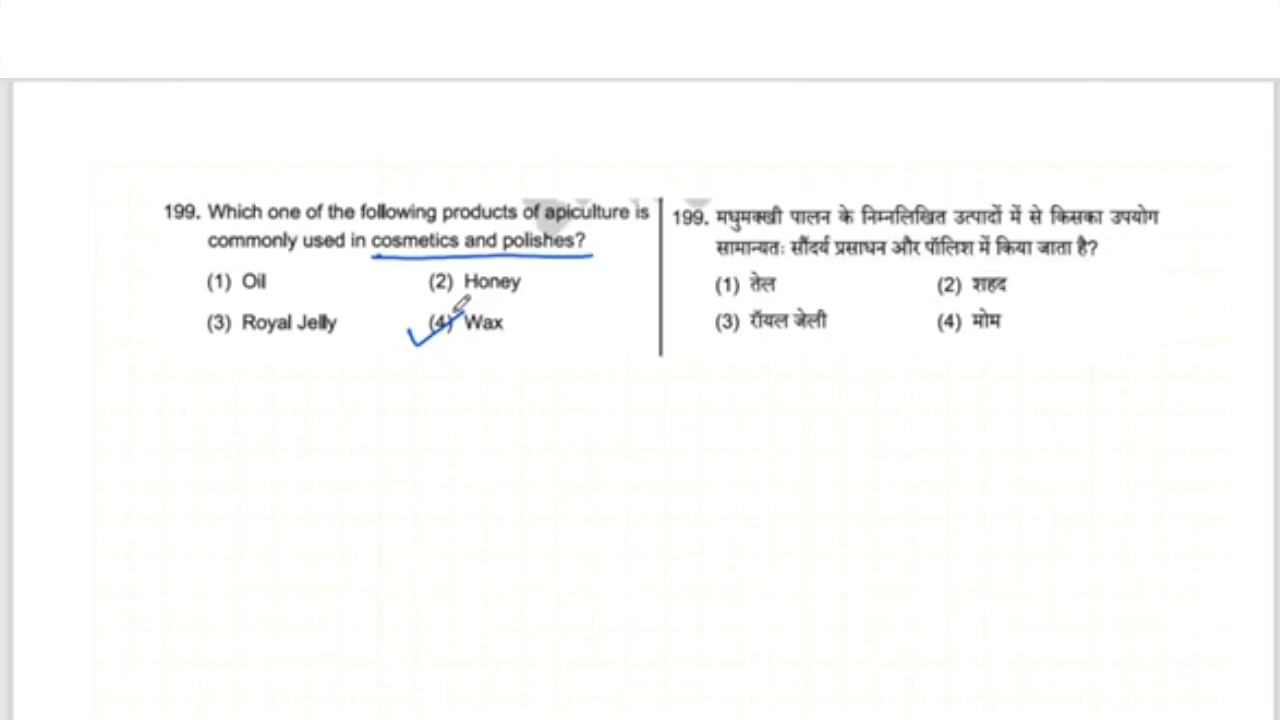 199. Which one of the following products of apiculture is
commonly used in cosmetics and polishes?
(1) Oil (2) Honey
(3) Royal Jelly (4) Wax
199. मधुमक्खी पालन के निम्नलिखित उत्पादों में से किसका उपयोग
सामान्यतः सौंदर्य प्रसाधन और पॉलिश में किया जाता है?
(1) तेल (2) शहद
(3) रॉयल जेली (4) मोम